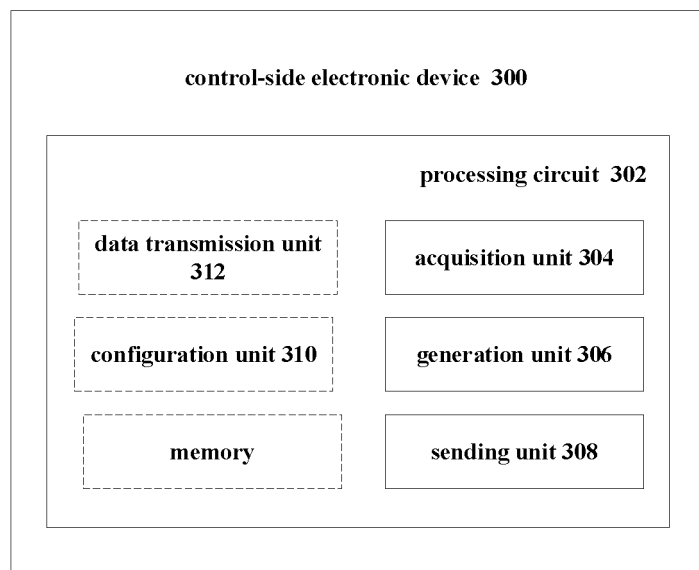 control-side electronic device 300
processing circuit 302
data transmission unit
312
acquisition unit 304
configuration unit 310
generation unit 306
memory
sending unit 308